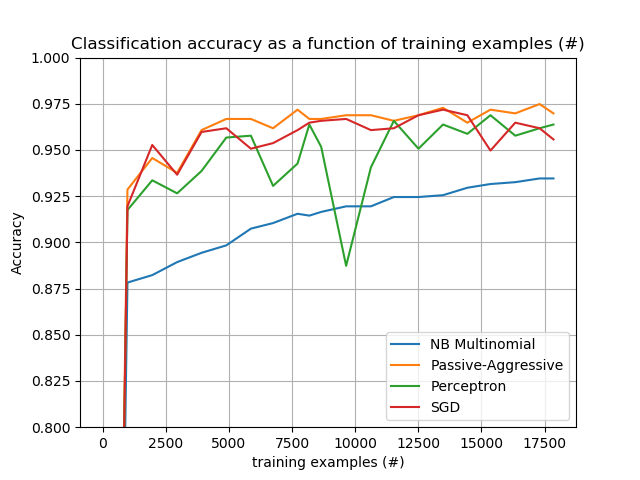 Classification accuracy as a function of training examples (#)
1.000
0.975
0.950
0.925
0.900
0.875
0.850
0.825
0.800
Accuracy
NB Multinomial
Passive-Aggressive
Perceptron
SGD
0 2500 5000 7500 10000 12500 15000 17500
training examples (#)